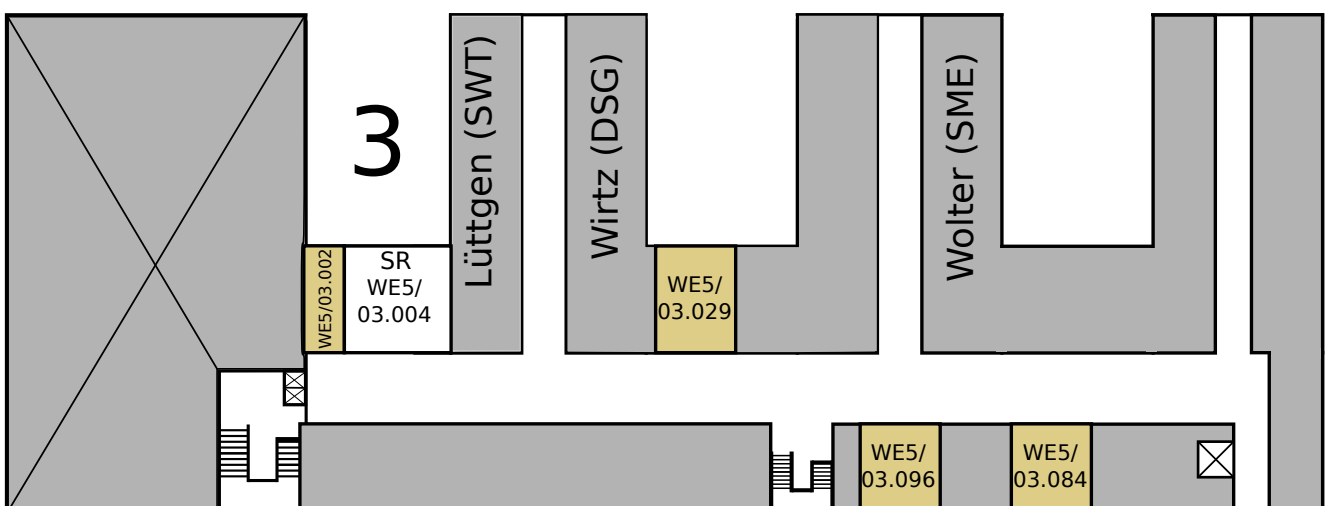 3
Lüttgen (SWT)
Wirtz (DSG)
Wolter (SME)
WE5/03.002
SR
WE5/
03.004
WE5/
03.029
WE5/
03.096
WE5/
03.084